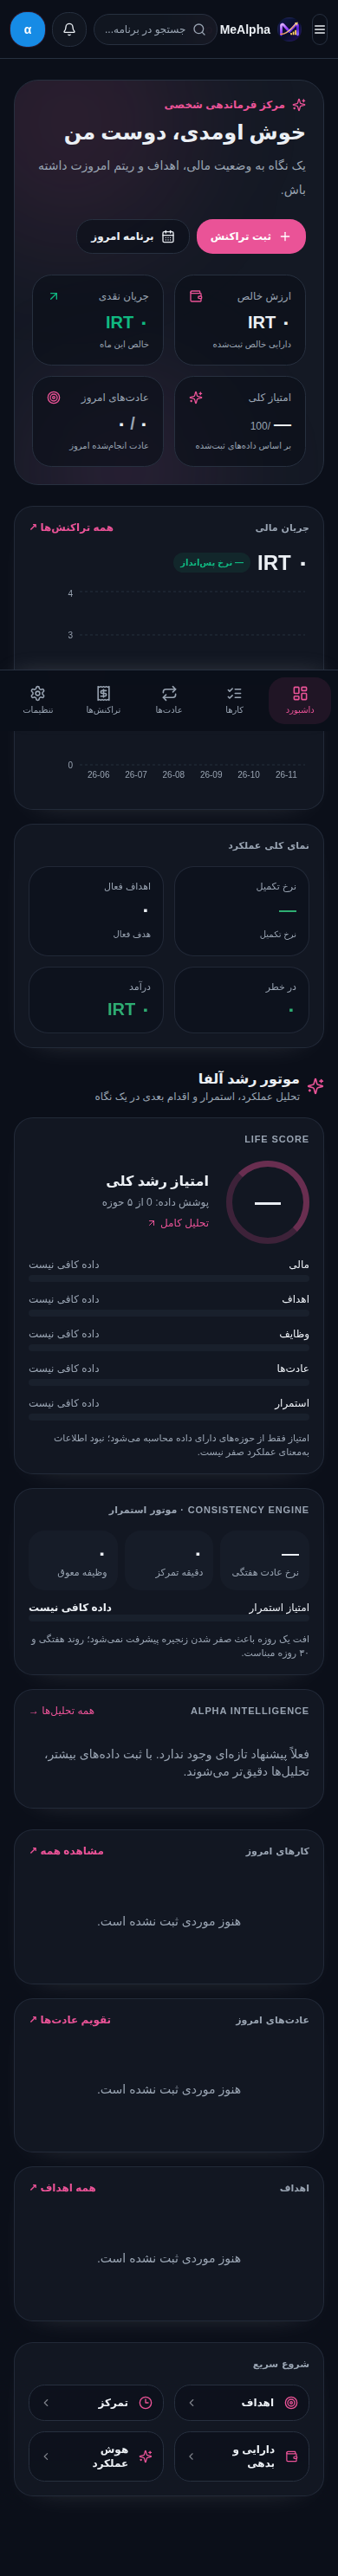 MeAlpha
جستجو در برنامه...
α
مرکز فرماندهی شخصی
خوش اومدی، دوست من
یک نگاه به وضعیت مالی، اهداف و ریتم امروزت داشته
باش.
ثبت تراکنش
برنامه امروز
ارزش خالص
۰ IRT
دارایی خالص ثبت‌شده
جریان نقدی
۰ IRT
خالص این ماه
امتیاز کلی
— /100
بر اساس داده‌های ثبت‌شده
عادت‌های امروز
۰ / ۰
عادت انجام‌شده امروز
جریان مالی
همه تراکنش‌ها ↗
۰ IRT
— نرخ پس‌انداز
4
3
داشبورد
کارها
عادت‌ها
تراکنش‌ها
تنظیمات
0
26-06 26-07 26-08 26-09 26-10 26-11
نمای کلی عملکرد
نرخ تکمیل
—
نرخ تکمیل
اهداف فعال
۰
هدف فعال
در خطر
۰
درآمد
۰ IRT
موتور رشد آلفا
تحلیل عملکرد، استمرار و اقدام بعدی در یک نگاه
LIFE SCORE
—
امتیاز رشد کلی
پوشش داده: 0 از ۵ حوزه
تحلیل کامل
مالی
داده کافی نیست
اهداف
داده کافی نیست
وظایف
داده کافی نیست
عادت‌ها
داده کافی نیست
استمرار
داده کافی نیست
امتیاز فقط از حوزه‌های دارای داده محاسبه می‌شود؛ نبود اطلاعات
به‌معنای عملکرد صفر نیست.
CONSISTENCY ENGINE · موتور استمرار
—
نرخ عادت هفتگی
۰
دقیقه تمرکز
۰
وظیفه معوق
امتیاز استمرار
داده کافی نیست
افت یک روزه باعث صفر شدن زنجیره پیشرفت نمی‌شود؛ روند هفتگی و
۳۰ روزه مبناست.
ALPHA INTELLIGENCE
همه تحلیل‌ها →
فعلاً پیشنهاد تازه‌ای وجود ندارد. با ثبت داده‌های بیشتر،
تحلیل‌ها دقیق‌تر می‌شوند.
کارهای امروز
مشاهده همه ↗
هنوز موردی ثبت نشده است.
عادت‌های امروز
تقویم عادت‌ها ↗
هنوز موردی ثبت نشده است.
اهداف
همه اهداف ↗
هنوز موردی ثبت نشده است.
شروع سریع
اهداف
تمرکز
دارایی و
بدهی
هوش
عملکرد